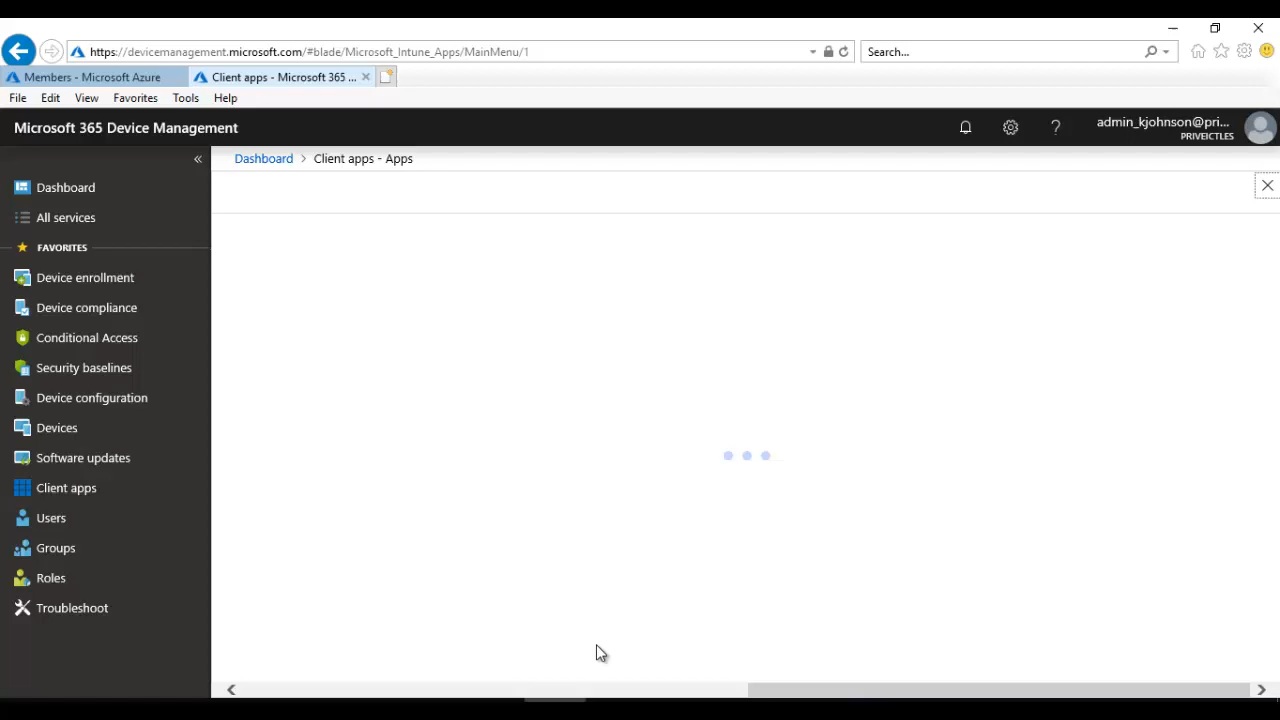 https://devicemanagement.microsoft.com/#blade/Microsoft_Intune_Apps/MainMenu/1
Search...
Members - Microsoft Azure
Client apps - Microsoft 365 ...
File Edit View Favorites Tools Help
Microsoft 365 Device Management
admin_kjohnson@pri...
PRIVEICTLES
Dashboard > Client apps - Apps
Dashboard
All services
FAVORITES
Device enrollment
Device compliance
Conditional Access
Security baselines
Device configuration
Devices
Software updates
Client apps
Users
Groups
Roles
Troubleshoot